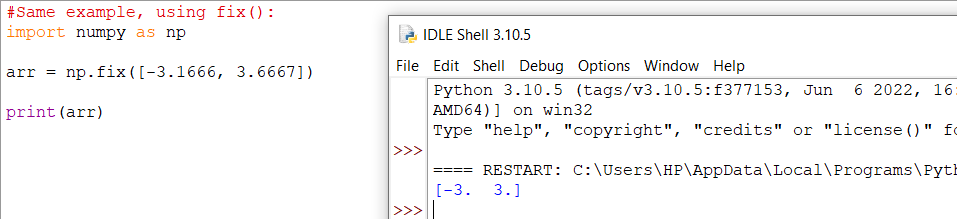 #Same example, using fix():
import numpy as np
arr = np.fix([-3.1666, 3.6667])
print(arr)
IDLE Shell 3.10.5
File Edit Shell Debug Options Window Help
Python 3.10.5 (tags/v3.10.5:f377153, Jun  6 2022, 16:
AMD64)] on win32
Type "help", "copyright", "credits" or "license()" fo
>>>
==== RESTART: C:\Users\HP\AppData\Local\Programs\Pyth
[-3.  3.]
>>>